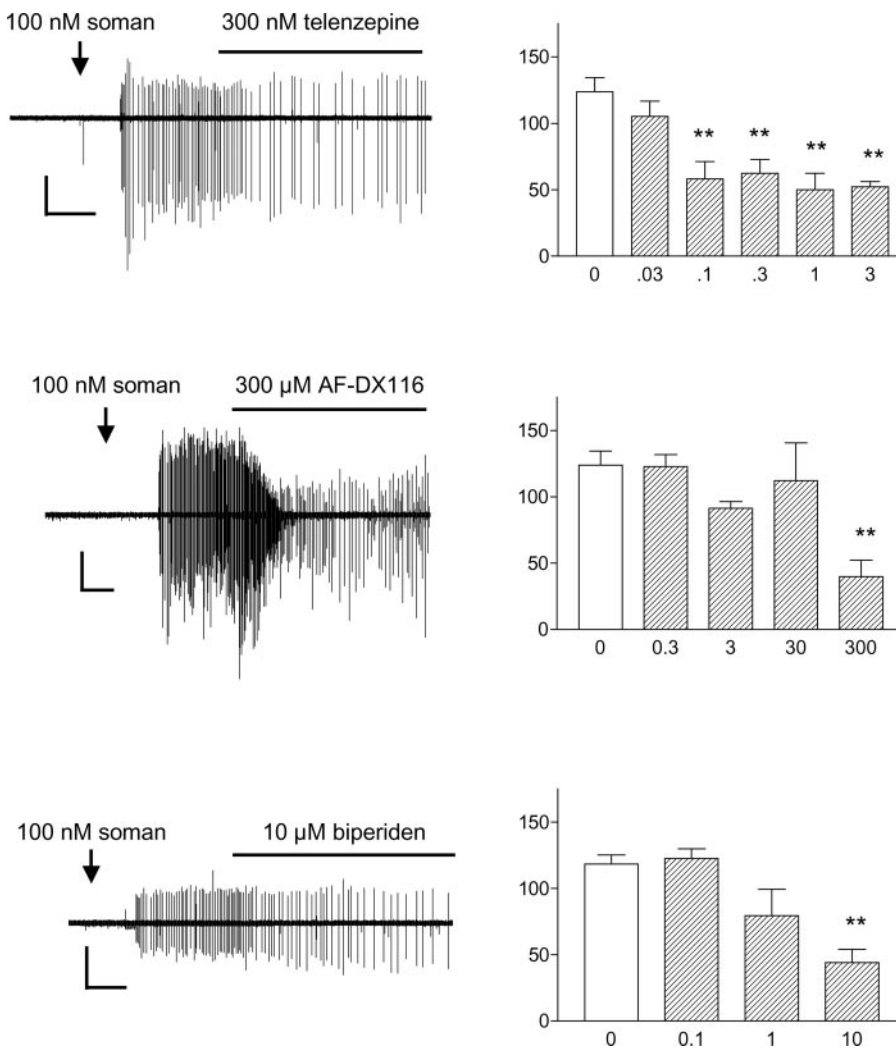 100 nM soman
300 nM telenzepine
150
100
50
0
** ** ** **
0 .03 .1 .3 1 3
100 nM soman
300 µM AF-DX116
150
100
50
0
**
0 0.3 3 30 300
100 nM soman
10 µM biperiden
150
100
50
0
**
0 0.1 1 10